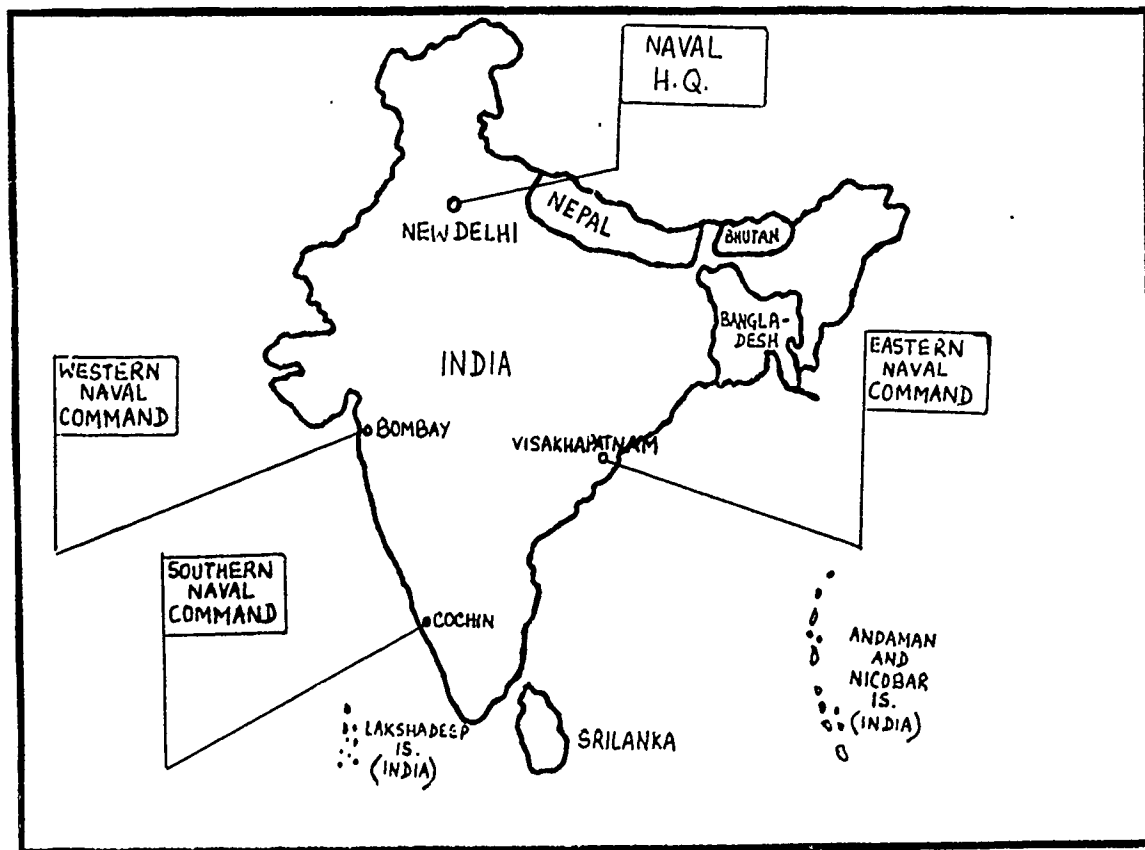 NAVAL
H.Q.
NEPAL
NEW DELHI
BHUTAN
BANGLA-
DESH
INDIA
WESTERN
NAVAL
COMMAND
EASTERN
NAVAL
COMMAND
BOMBAY
VISAKHAPATNAM
SOUTHERN
NAVAL
COMMAND
COCHIN
ANDAMAN
AND
NICOBAR
IS.
(INDIA)
LAKSHADEEP
IS.
(INDIA)
SRILANKA